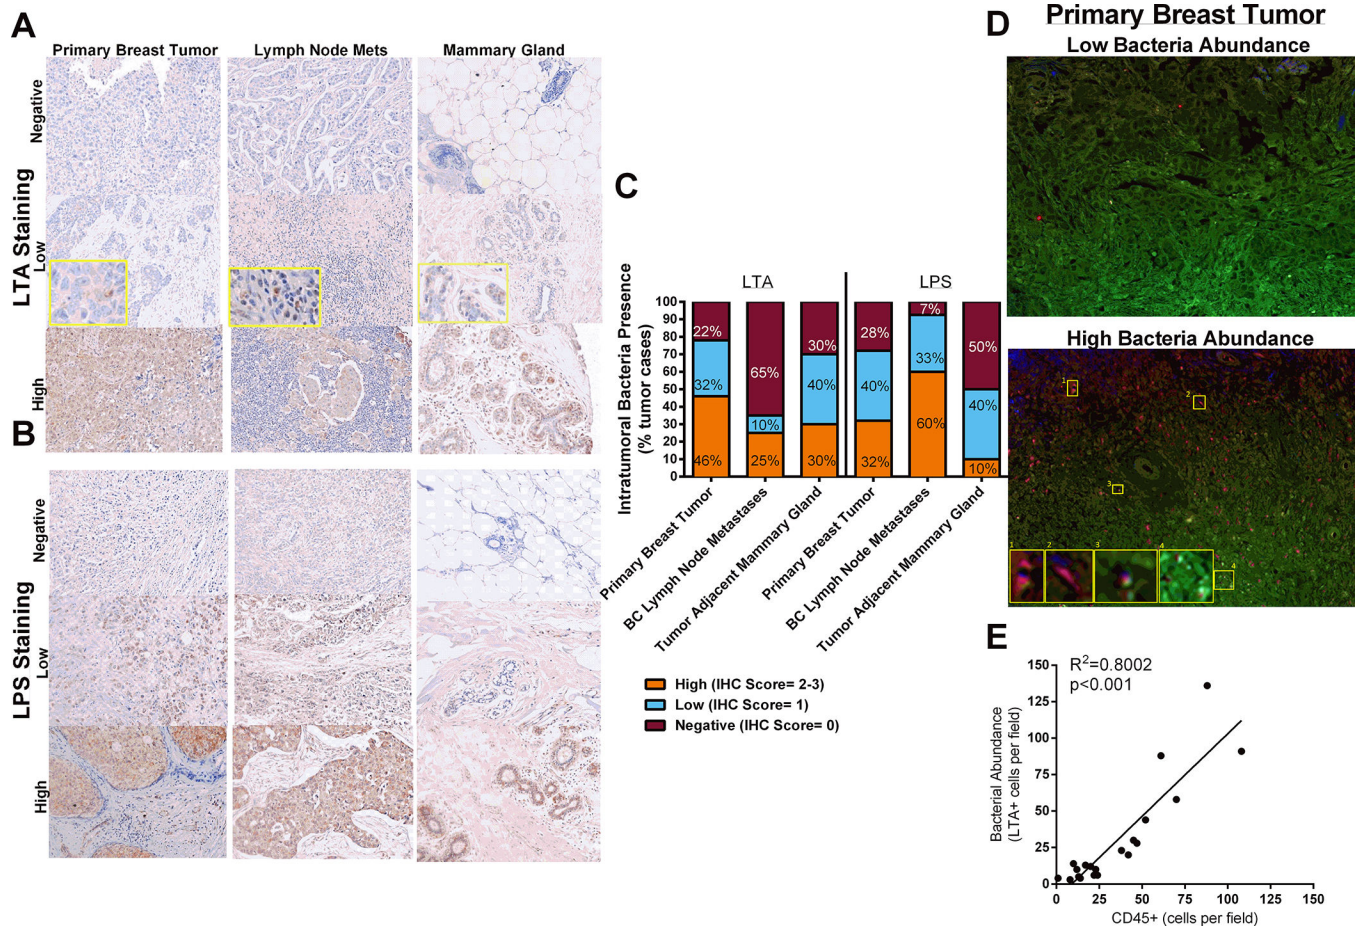 A
Primary Breast Tumor
Lymph Node Mets
Mammary Gland
LTA Staining
Negative
Low
High
B
LPS Staining
Negative
Low
High
C
LTA
LPS
Intratumoral Bacteria Presence
(% tumor cases)
100
90
80
70
60
50
40
30
20
10
0
22%
32%
46%
65%
10%
25%
30%
40%
30%
28%
40%
32%
7%
33%
60%
50%
40%
10%
Primary Breast Tumor
BC Lymph Node Metastases
Tumor Adjacent Mammary Gland
Primary Breast Tumor
BC Lymph Node Metastases
Tumor Adjacent Mammary Gland
High (IHC Score= 2-3)
Low (IHC Score= 1)
Negative (IHC Score= 0)
D
Primary Breast Tumor
Low Bacteria Abundance
High Bacteria Abundance
1
2
3
4
1
2
3
4
E
R²=0.8002
p<0.001
Bacterial Abundance
(LTA+ cells per field)
150
125
100
75
50
25
0
0
25
50
75
100
125
150
CD45+ (cells per field)